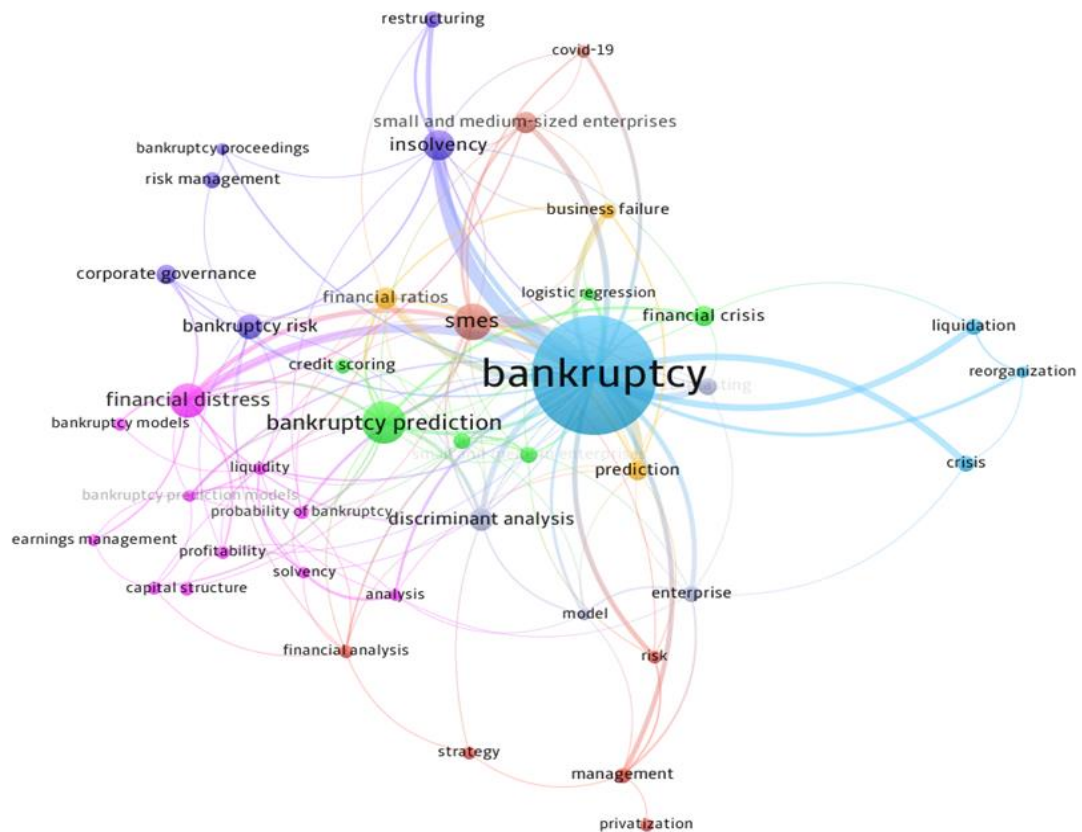 restructuring
covid-19
small and medium-sized enterprises
insolvency
bankruptcy proceedings
risk management
business failure
corporate governance
financial ratios
logistic regression
smes
financial crisis
bankruptcy risk
liquidation
credit scoring
bankruptcy
reorganization
financial distress
bankruptcy models
bankruptcy prediction
liquidity
prediction
crisis
bankruptcy prediction models
probability of bankruptcy
discriminant analysis
earnings management
profitability
solvency
capital structure
analysis
enterprise
model
financial analysis
risk
strategy
management
privatization